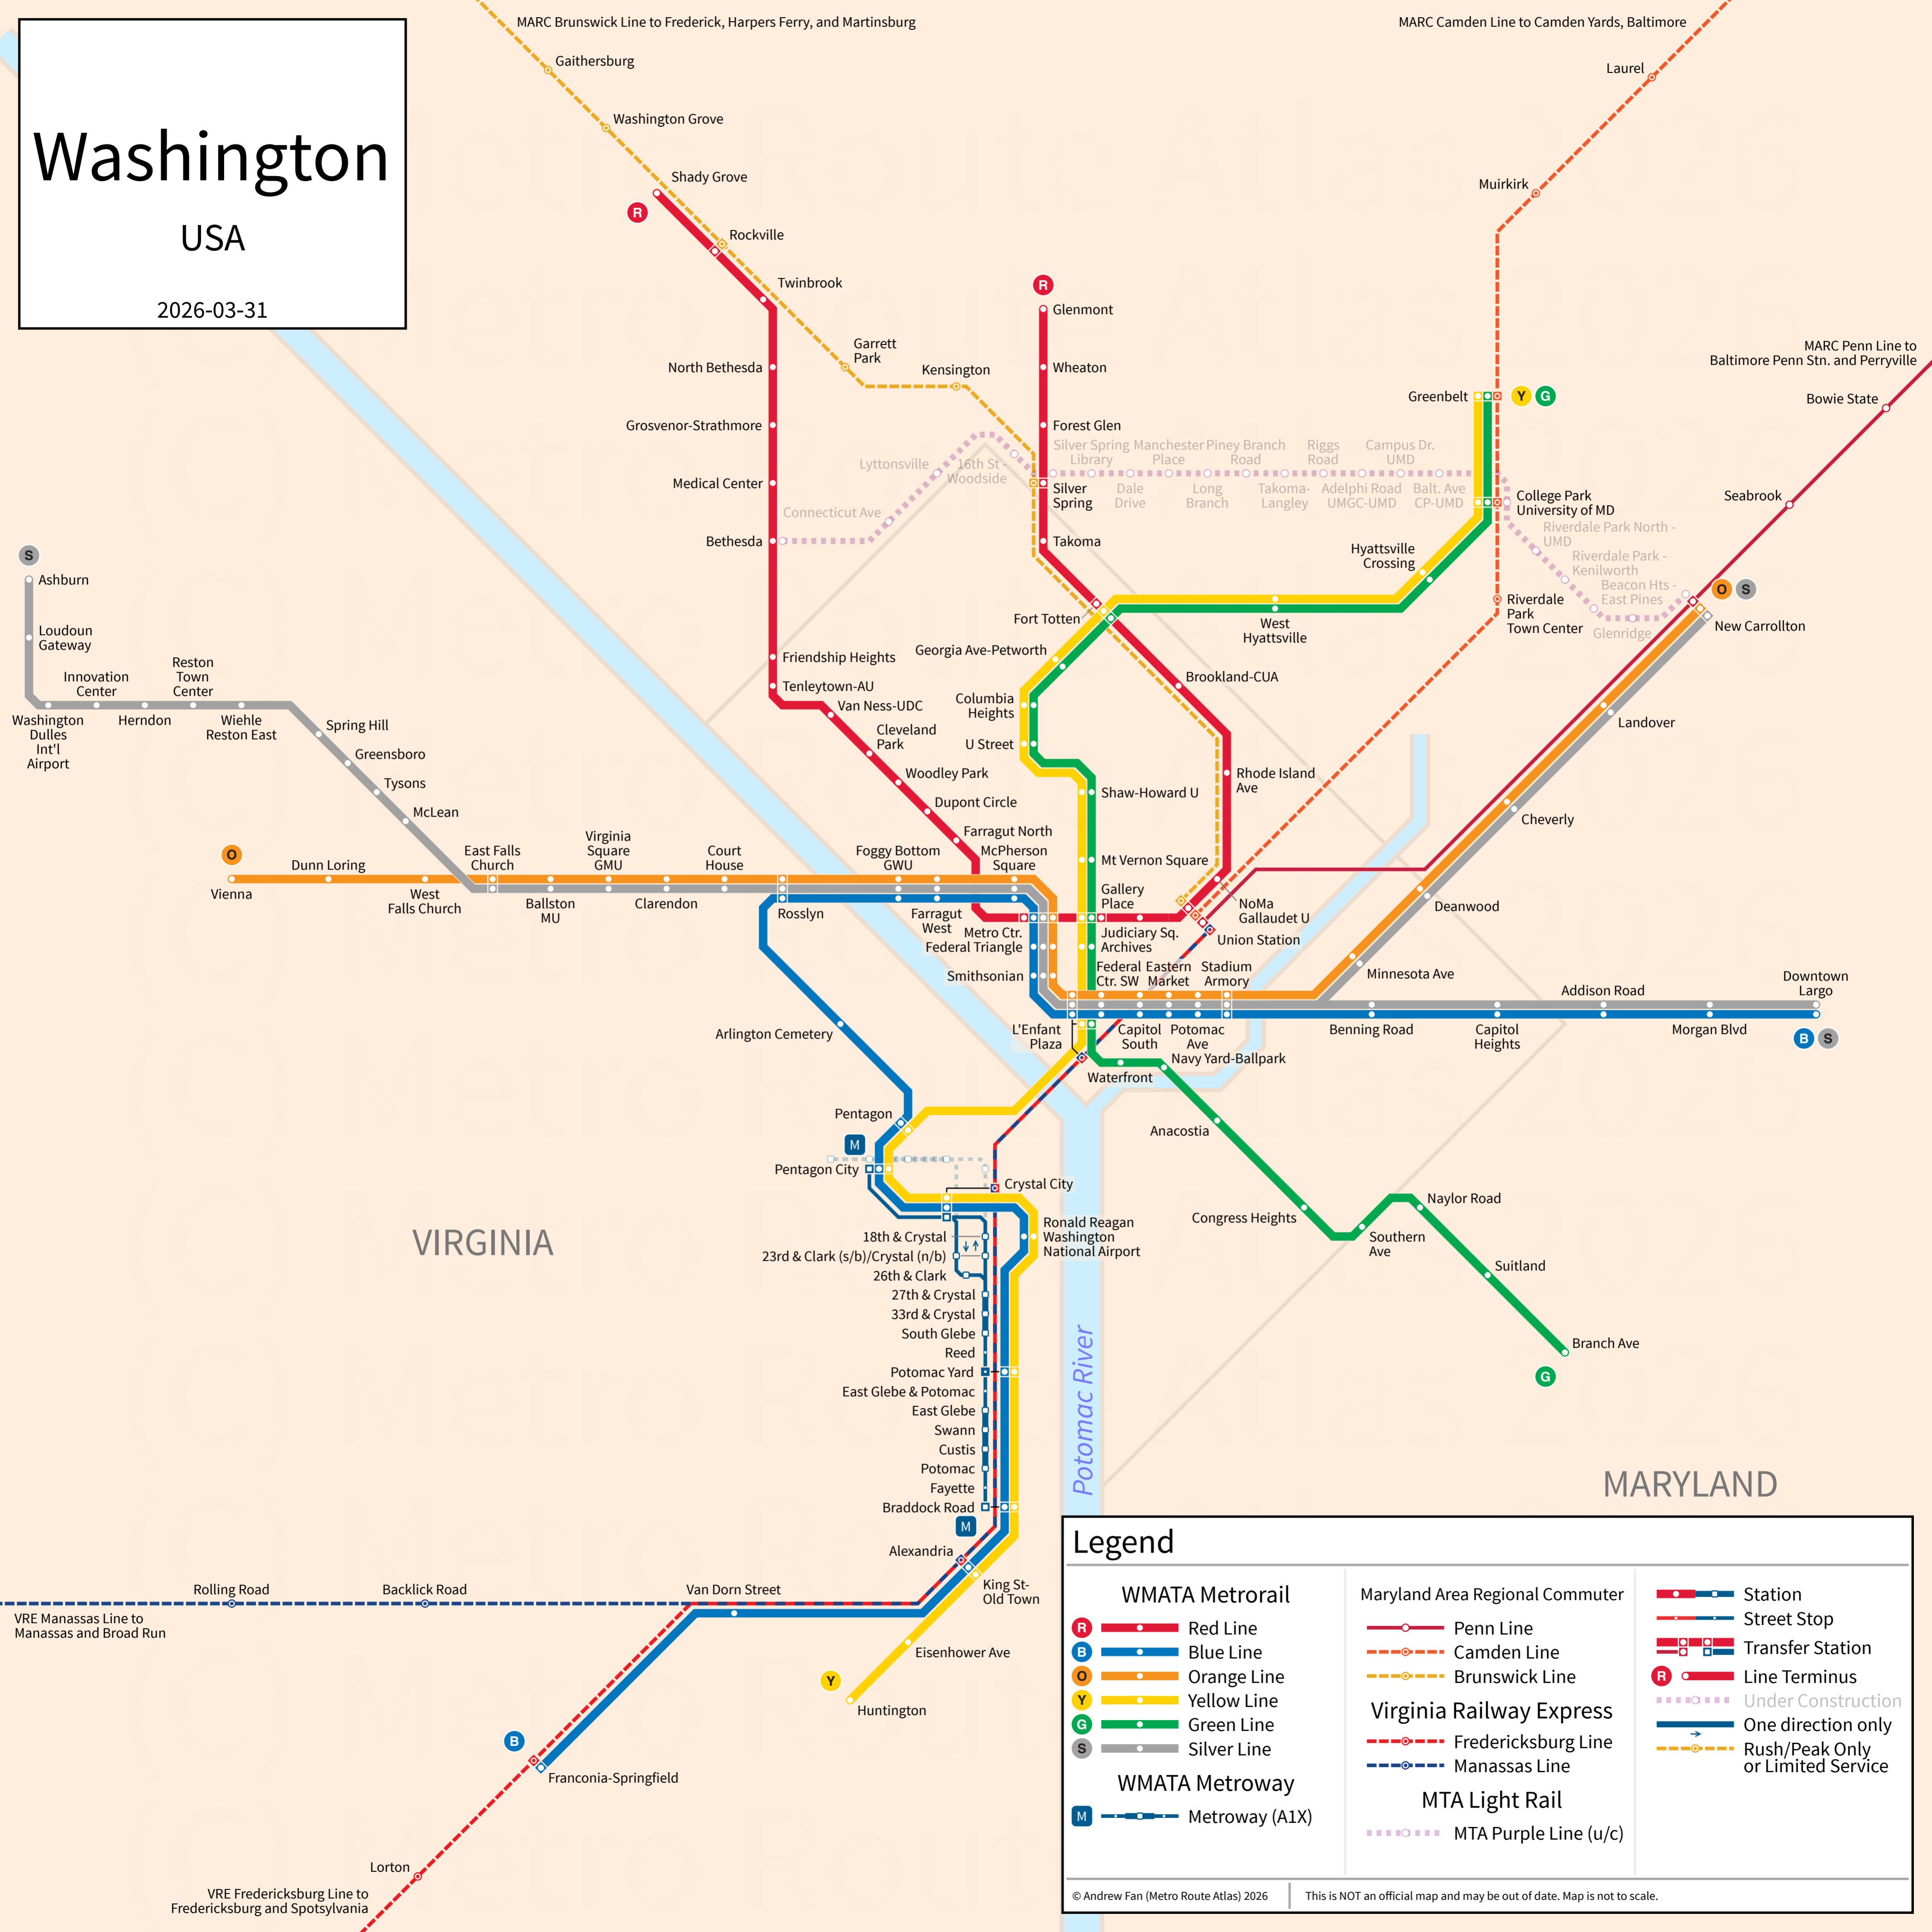 MARC Brunswick Line to Frederick, Harpers Ferry, and Martinsburg
MARC Camden Line to Camden Yards, Baltimore
Washington
USA
2026-03-31
Gaithersburg
Washington Grove
Shady Grove
R
Rockville
Twinbrook
Garrett
Park
Kensington
North Bethesda
Grosvenor-Strathmore
Medical Center
Bethesda
Friendship Heights
Tenleytown-AU
Van Ness-UDC
Cleveland
Park
Woodley Park
Dupont Circle
Farragut North
R
Glenmont
Wheaton
Forest Glen
Silver
Spring
Takoma
Fort Totten
Brookland-CUA
Rhode Island
Ave
NoMa
Gallaudet U
Union Station
Laurel
Muirkirk
Greenbelt
Y
G
College Park
University of MD
Riverdale
Park
Town Center
MARC Penn Line to
Baltimore Penn Stn. and Perryville
Bowie State
Seabrook
Connecticut Ave
Lyttonsville
16th St -
Woodside
Silver Spring
Library
Dale
Drive
Manchester
Place
Long
Branch
Piney Branch
Road
Takoma-
Langley
Riggs
Road
Adelphi Road
UMGC-UMD
Campus Dr.
UMD
Balt. Ave
CP-UMD
Riverdale Park North -
UMD
Riverdale Park -
Kenilworth
Beacon Hts -
East Pines
Glenridge
O
S
New Carrollton
Landover
Cheverly
Deanwood
Minnesota Ave
Hyattsville
Crossing
West
Hyattsville
Georgia Ave-Petworth
Columbia
Heights
U Street
Shaw-Howard U
Mt Vernon Square
Gallery
Place
Judiciary Sq.
Archives
S
Ashburn
Loudoun
Gateway
Washington
Dulles
Int'l
Airport
Innovation
Center
Herndon
Reston
Town
Center
Wiehle
Reston East
Spring Hill
Greensboro
Tysons
McLean
O
Vienna
Dunn Loring
West
Falls Church
East Falls
Church
Ballston
MU
Virginia
Square
GMU
Clarendon
Court
House
Rosslyn
Foggy Bottom
GWU
Farragut
West
McPherson
Square
Metro Ctr.
Federal Triangle
Smithsonian
L'Enfant
Plaza
Federal
Ctr. SW
Capitol
South
Eastern
Market
Potomac
Ave
Stadium
Armory
Benning Road
Capitol
Heights
Addison Road
Morgan Blvd
Downtown
Largo
B
S
Waterfront
Navy Yard-Ballpark
Anacostia
Congress Heights
Southern
Ave
Naylor Road
Suitland
Branch Ave
G
Arlington Cemetery
Pentagon
M
Pentagon City
Crystal City
Ronald Reagan
Washington
National Airport
18th & Crystal
23rd & Clark (s/b)/Crystal (n/b)
26th & Clark
27th & Crystal
33rd & Crystal
South Glebe
Reed
Potomac Yard
East Glebe & Potomac
East Glebe
Swann
Custis
Potomac
Fayette
Braddock Road
M
Alexandria
King St-
Old Town
Eisenhower Ave
Y
Huntington
Van Dorn Street
B
Franconia-Springfield
Backlick Road
Rolling Road
VRE Manassas Line to
Manassas and Broad Run
Lorton
VRE Fredericksburg Line to
Fredericksburg and Spotsylvania
VIRGINIA
MARYLAND
Potomac River
Legend
WMATA Metrorail
R Red Line
B Blue Line
O Orange Line
Y Yellow Line
G Green Line
S Silver Line
WMATA Metroway
M Metroway (A1X)
Maryland Area Regional Commuter
Penn Line
Camden Line
Brunswick Line
Virginia Railway Express
Fredericksburg Line
Manassas Line
MTA Light Rail
MTA Purple Line (u/c)
Station
Street Stop
Transfer Station
R Line Terminus
Under Construction
One direction only
Rush/Peak Only
or Limited Service
© Andrew Fan (Metro Route Atlas) 2026
This is NOT an official map and may be out of date. Map is not to scale.